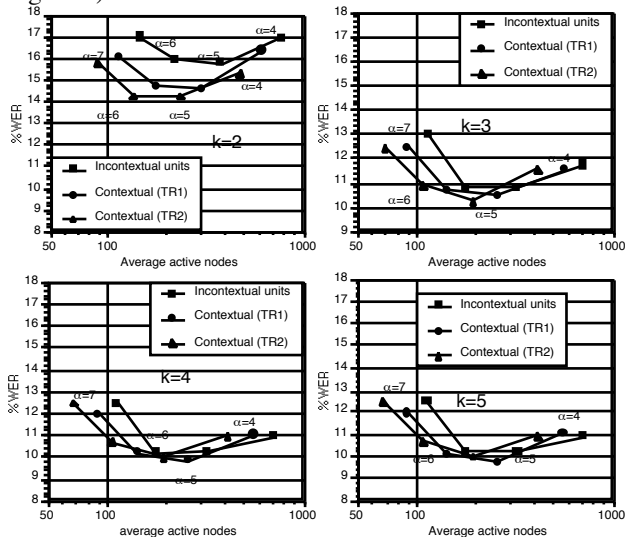 18
17
16
15
14
13
12
11
10
9
8
%WER
α=4
α=6
α=5
α=7
α=4
α=6
α=5
k=2
Incontextual units
Contextual (TR1)
Contextual (TR2)
50
100
1000
Average active nodes
18
17
16
15
14
13
12
11
10
9
%WER
Incontextual units
Contextual (TR1)
Contextual (TR2)
α=7
k=3
α=4
α=6
α=5
50
100
1000
Average active nodes
18
17
16
15
14
13
12
11
10
9
8
%WER
Incontextual units
Contextual (TR1)
Contextual (TR2)
k=4
α=7
α=4
α=6
α=5
50
100
1000
average active nodes
18
17
16
15
14
13
12
11
10
9
8
%WER
Incontextual units
Contextual (TR1)
Contextual (TR2)
α=7
k=5
α=4
α=6
α=5
50
100
1000
Average active nodes